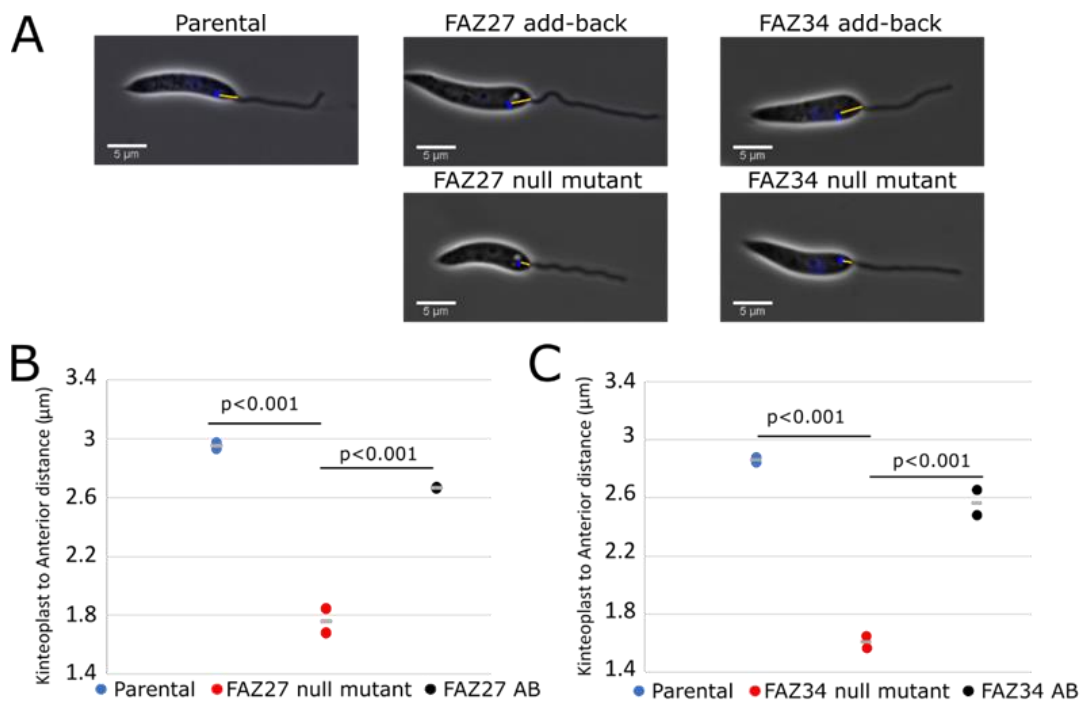 A
Parental
FAZ27 add-back
FAZ34 add-back
5 µm
5 µm
5 µm
FAZ27 null mutant
FAZ34 null mutant
5 µm
5 µm
B
Kinteoplast to Anterior distance (µm)
3.4
3
2.6
2.2
1.8
1.4
p<0.001
p<0.001
Parental
FAZ27 null mutant
FAZ27 AB
C
Kinteoplast to Anterior distance (µm)
3.4
3
2.6
2.2
1.8
1.4
p<0.001
p<0.001
Parental
FAZ34 null mutant
FAZ34 AB